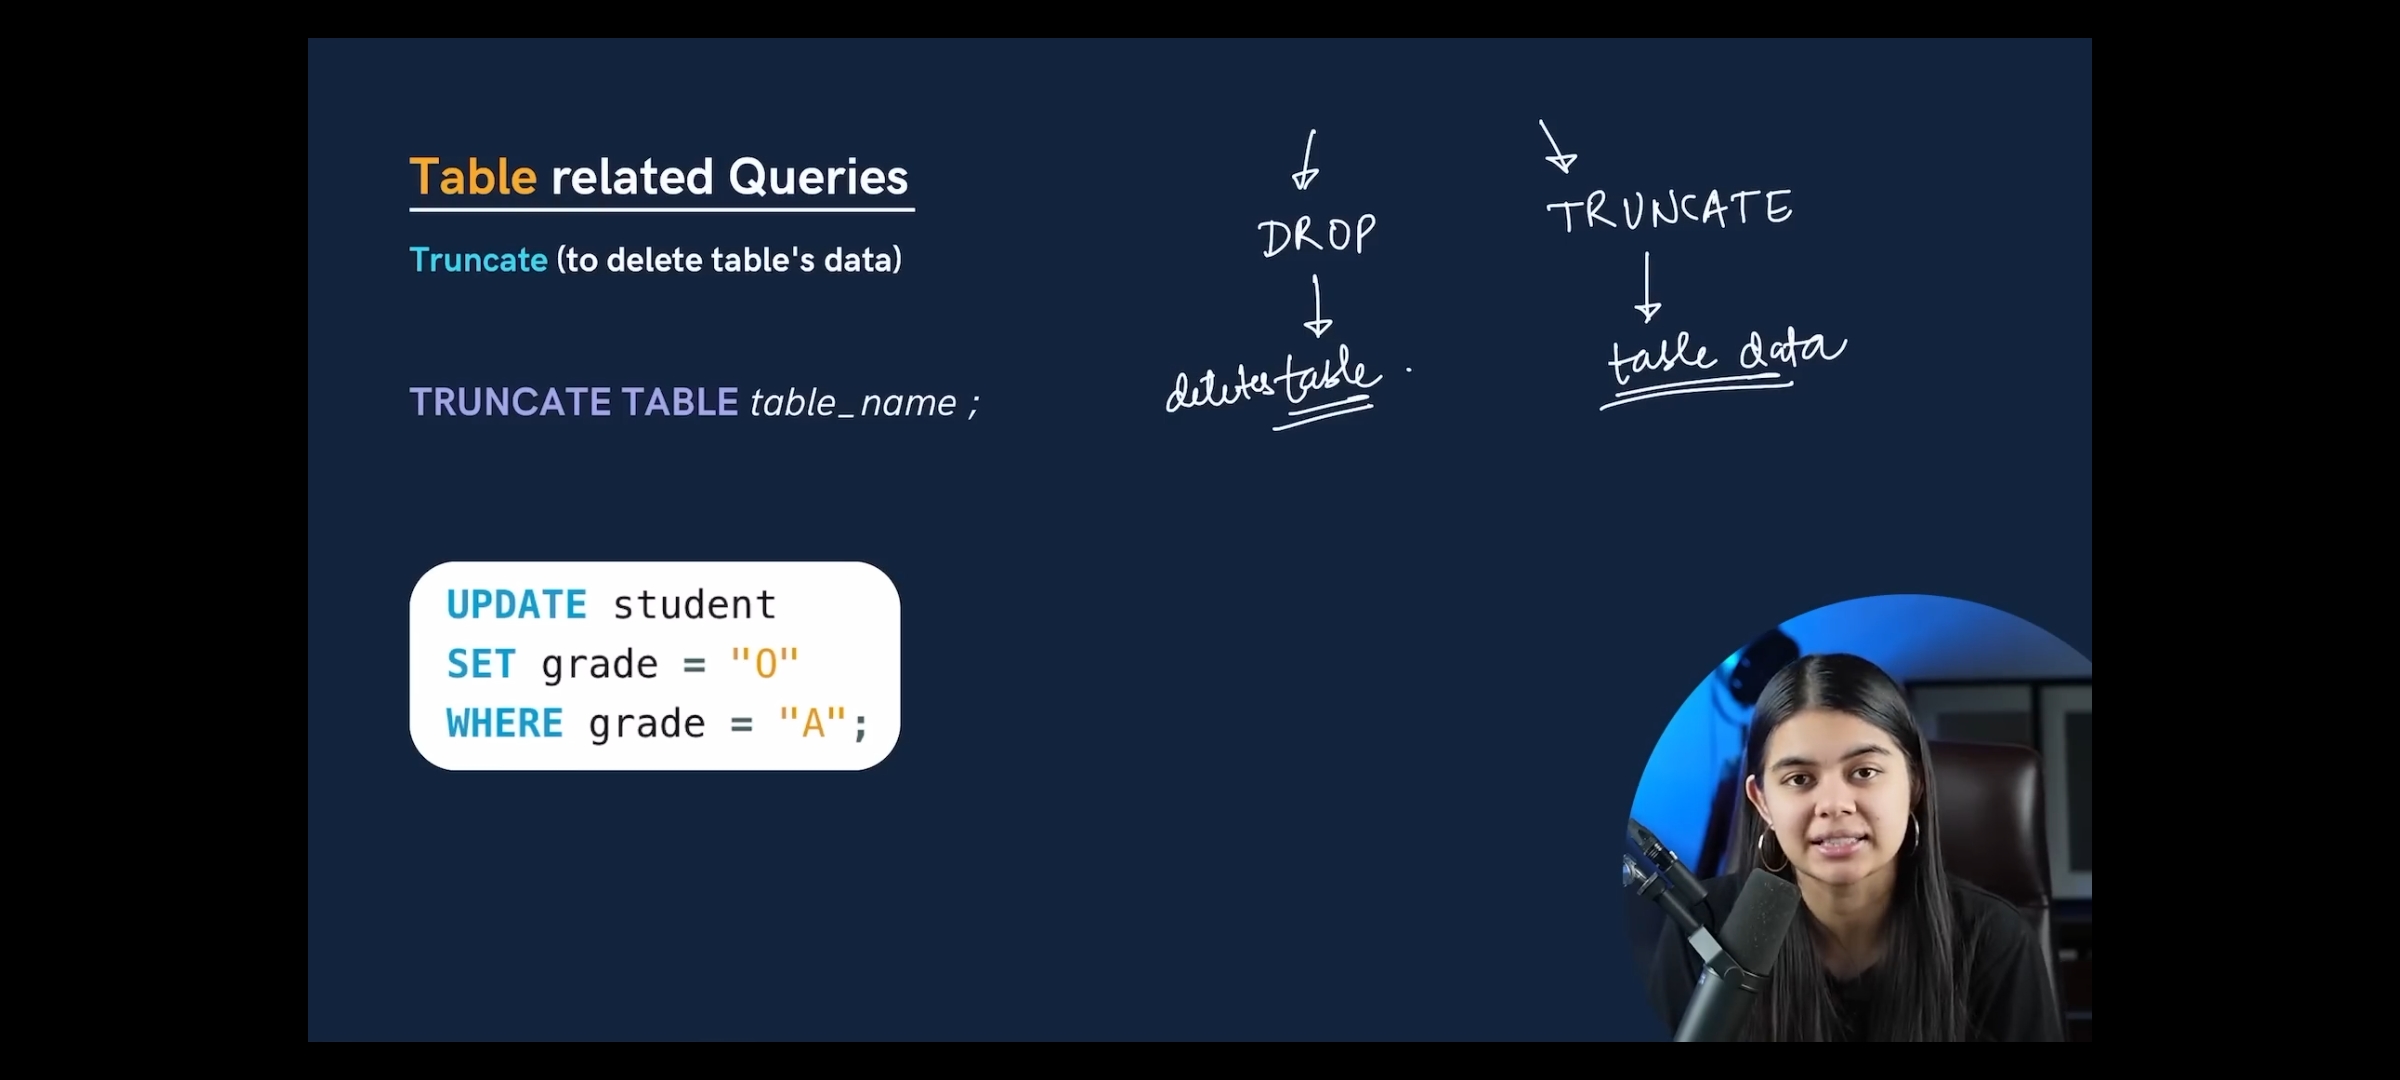 Table related Queries
Truncate (to delete table's data)
TRUNCATE TABLE table_name ;
DROP
deletes table.
TRUNCATE
table data
UPDATE student
SET grade = "O"
WHERE grade = "A";